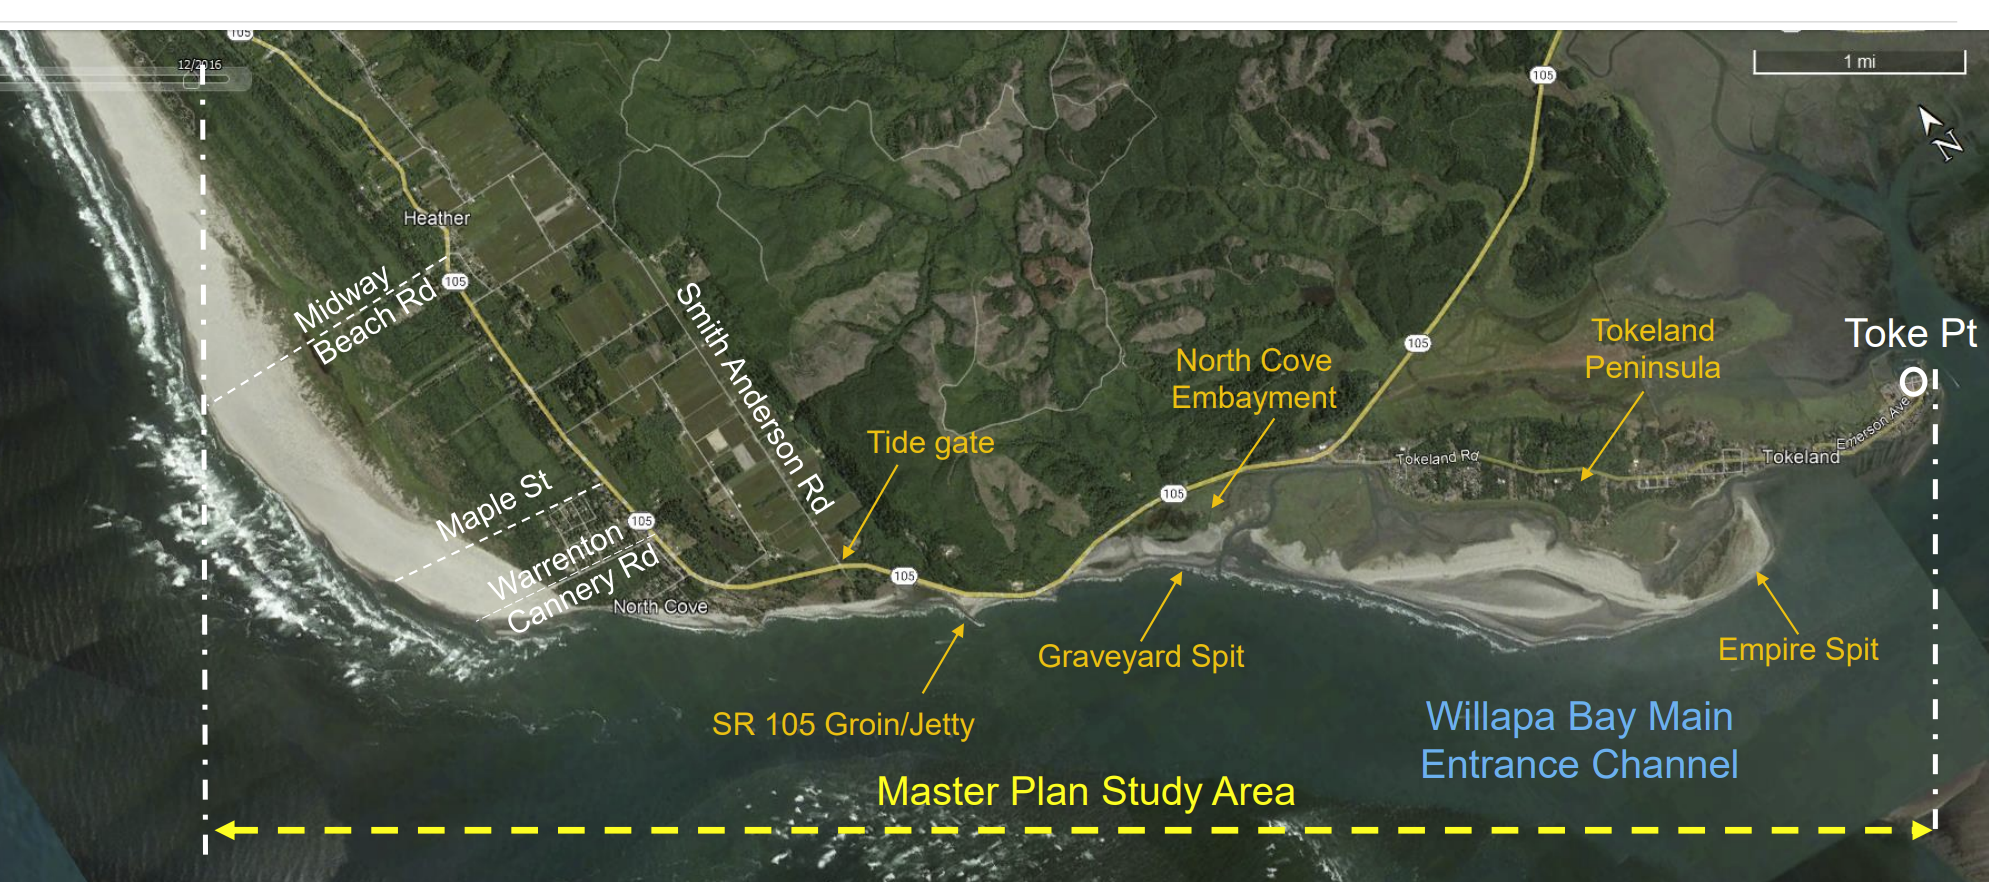 105
12/2016
1 mi
105
N
Heather
105
Midway
Beach Rd
Smith Anderson Rd
Tokeland
Peninsula
Toke Pt
105
North Cove
Embayment
Emerson Ave
Tide gate
Tokeland Rd
Tokeland
Maple St
105
105
Warrenton
Cannery Rd
105
North Cove
Graveyard Spit
Empire Spit
SR 105 Groin/Jetty
Willapa Bay Main
Entrance Channel
Master Plan Study Area